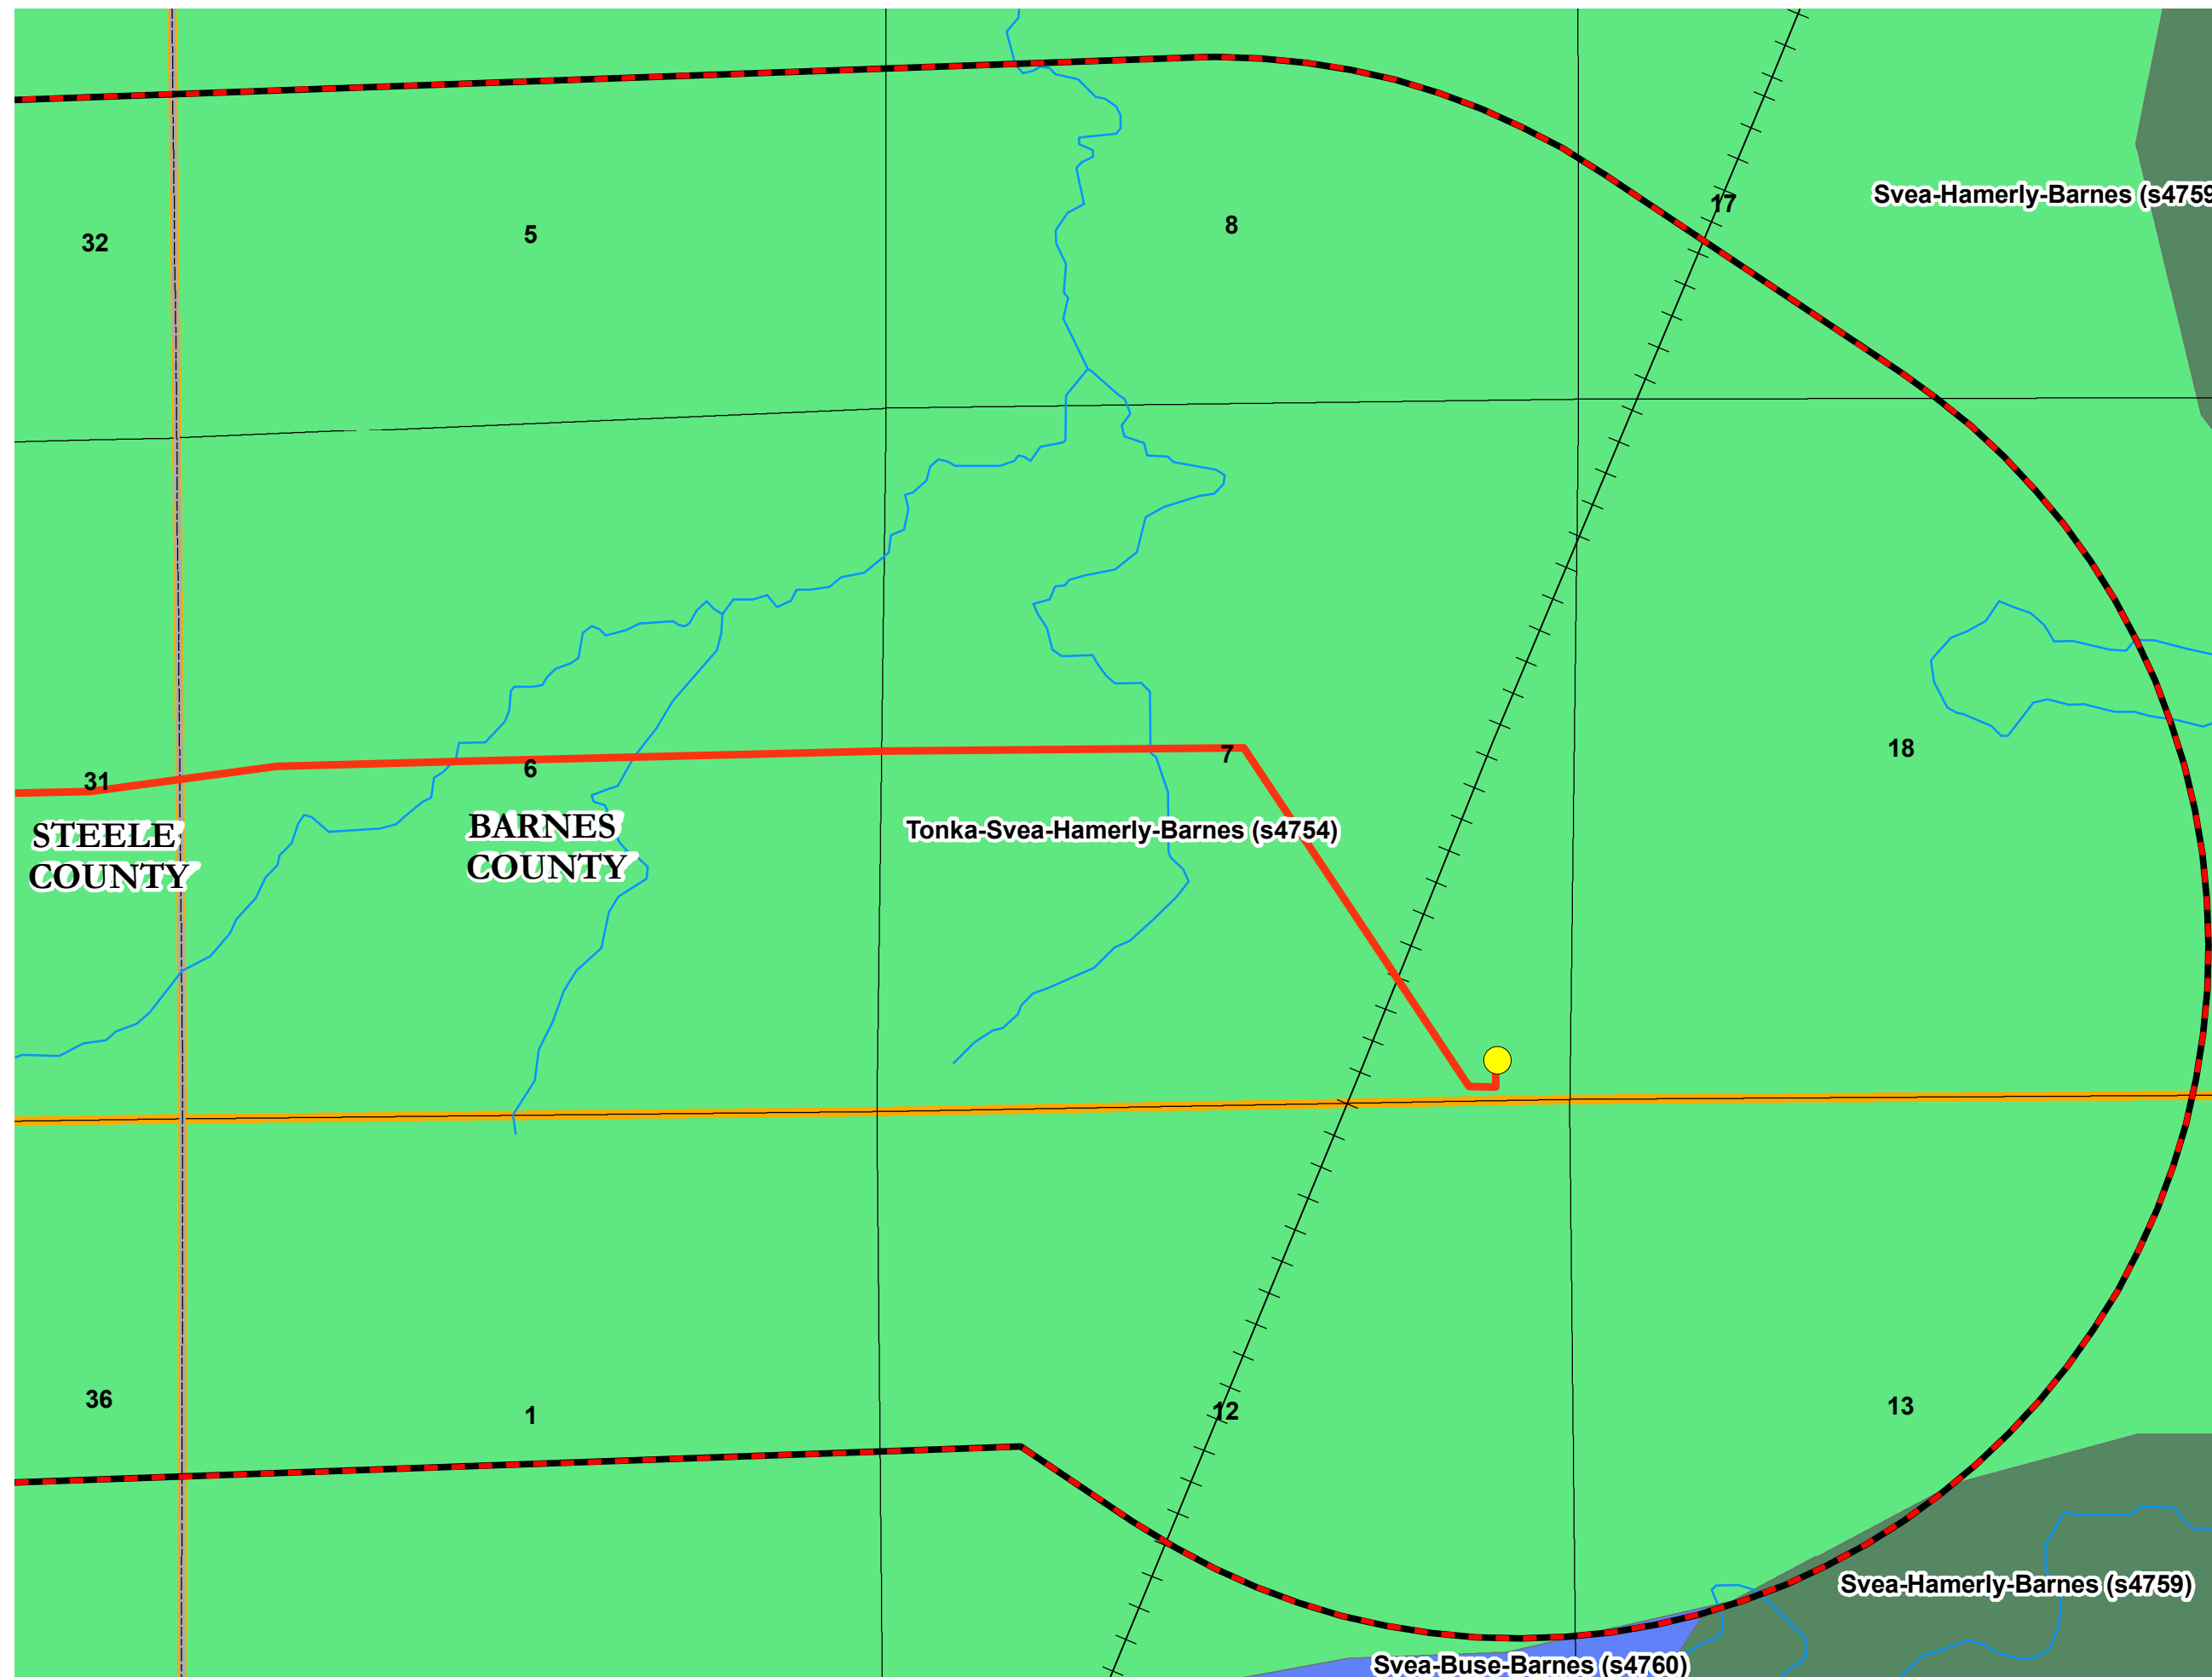 Svea-Hamerly-Barnes (s4759
17
32
5
8
18
31
6
7
STEELE
COUNTY
BARNES
COUNTY
Tonka-Svea-Hamerly-Barnes (s4754)
36
1
12
13
Svea-Hamerly-Barnes (s4759)
Svea-Buse-Barnes (s4760)